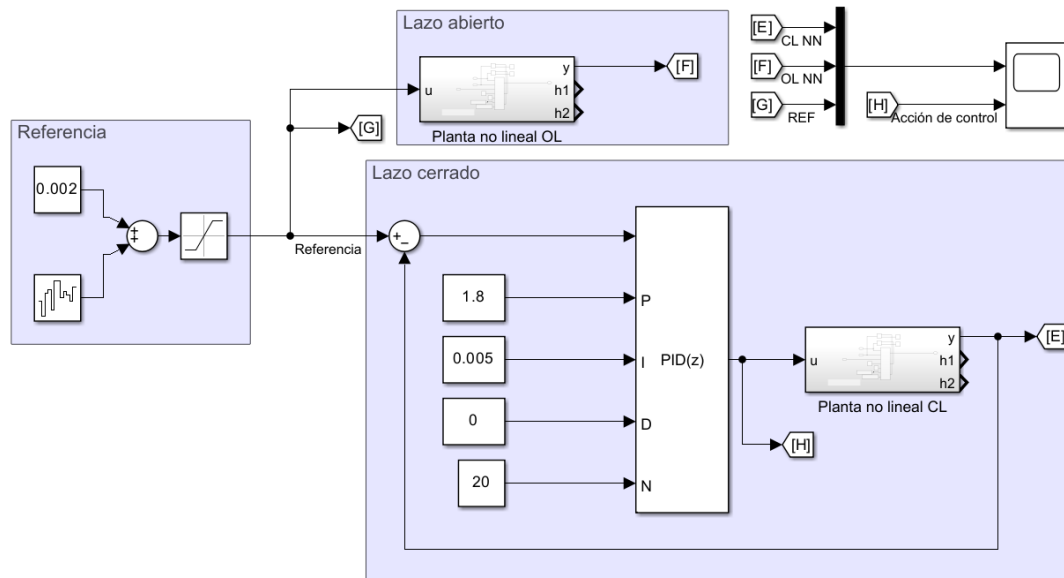 Lazo abierto
[E]
CL NN
[F]
OL NN
[G]
REF
[H]
Acción de control
u
y
h1
h2
[F]
Planta no lineal OL
[G]
Referencia
0.002
+
+
Referencia
Lazo cerrado
+
−
1.8
P
0.005
I
0
D
20
N
PID(z)
u
y
h1
h2
Planta no lineal CL
[E]
[H]